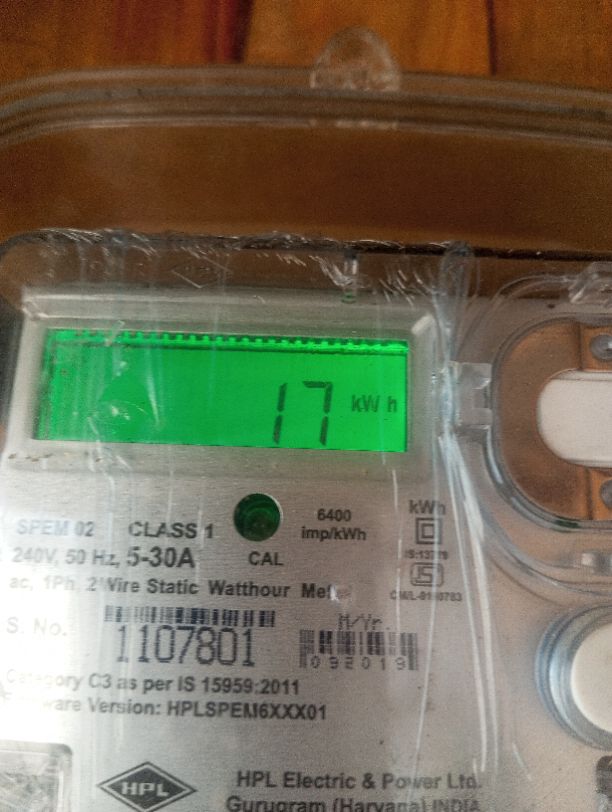 17 kWh
SPEM 02 CLASS 1 6400 imp/kWh kWh
240V, 50 Hz, 5-30A CAL
ac, 1Ph, 2 Wire Static Watthour
S. No. 1107801 M/Yr.
092019
Category C3 as per IS 15959:2011
Version: HPLSPEM6XXX01
HPL
HPL Electric & Power Ltd.
Gurugram (Haryana) INDIA